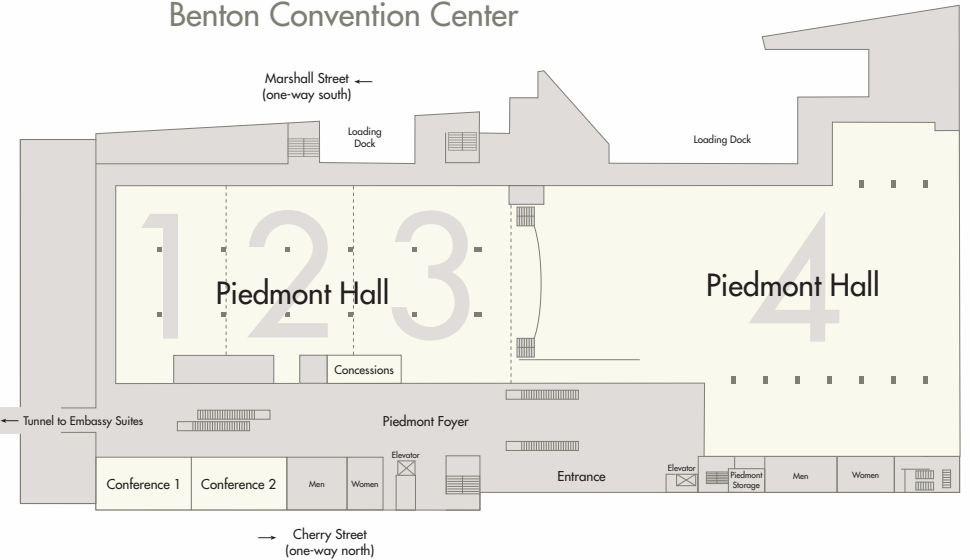 Benton Convention Center
Marshall Street
(one-way south)
Loading
Dock
Loading Dock
1
2
3
4
Piedmont Hall
Piedmont Hall
Concessions
Tunnel to Embassy Suites
Piedmont Foyer
Elevator
Conference 1
Conference 2
Men
Women
Entrance
Elevator
Piedmont
Storage
Men
Women
Cherry Street
(one-way north)